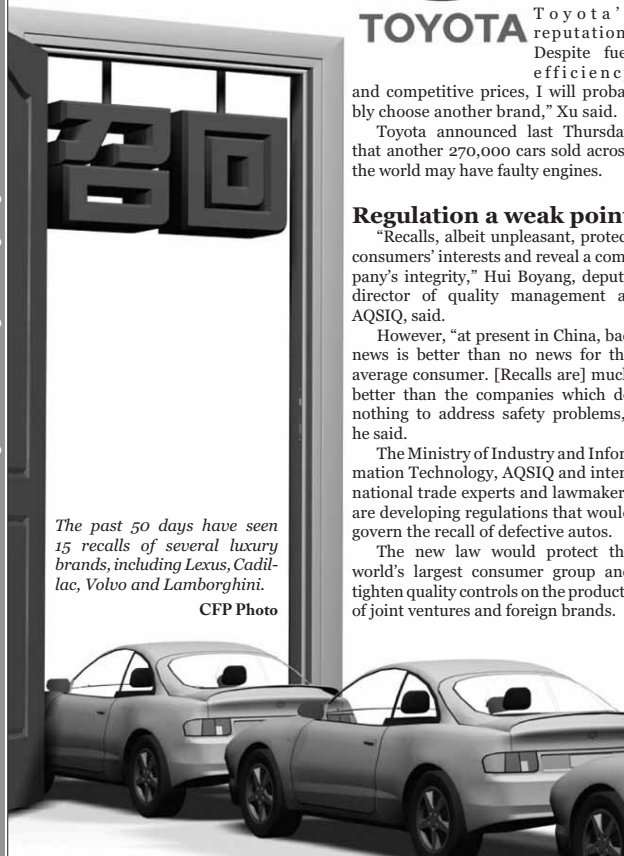 TOYOTA
Toyota'
reputation
Despite fue
efficienc
and competitive prices, I will proba
bly choose another brand,” Xu said.
Toyota announced last Thursda
that another 270,000 cars sold acros
the world may have faulty engines.
Regulation a weak point
“Recalls, albeit unpleasant, protec
consumers’ interests and reveal a com
pany’s integrity,” Hui Boyang, deput
director of quality management a
AQSIQ, said.
However, “at present in China, ba
news is better than no news for th
average consumer. [Recalls are] much
better than the companies which d
nothing to address safety problems,
he said.
The Ministry of Industry and Infor
mation Technology, AQSIQ and inter
national trade experts and lawmaker
are developing regulations that would
govern the recall of defective autos.
The new law would protect th
world’s largest consumer group and
tighten quality controls on the product
of joint ventures and foreign brands.
召回
The past 50 days have seen
15 recalls of several luxury
brands, including Lexus, Cadil-
lac, Volvo and Lamborghini.
CFP Photo